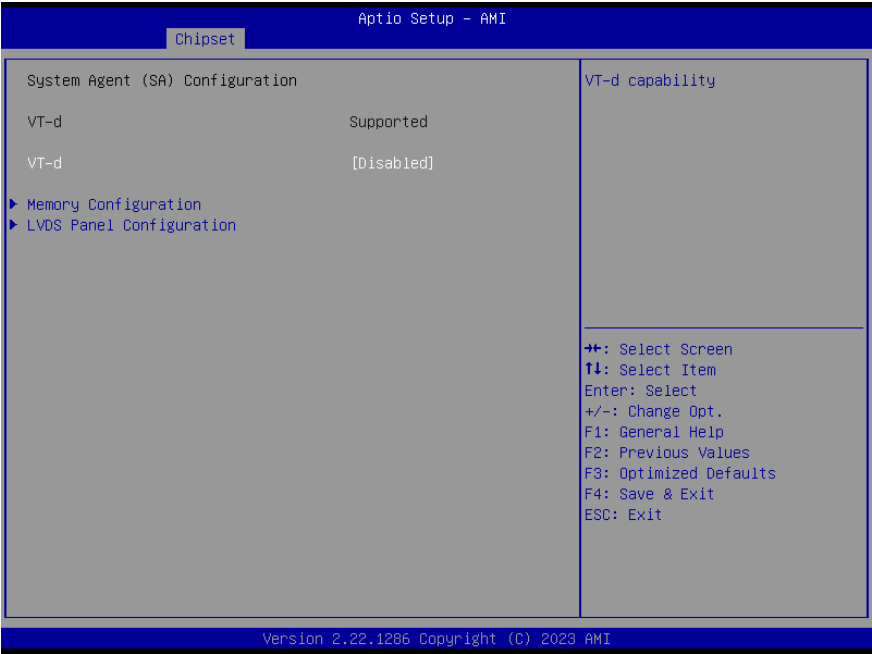 Aptio Setup – AMI
Chipset
System Agent (SA) Configuration
VT-d Supported
VT-d [Disabled]
Memory Configuration
LVDS Panel Configuration
VT-d capability
→←: Select Screen
↑↓: Select Item
Enter: Select
+/-: Change Opt.
F1: General Help
F2: Previous Values
F3: Optimized Defaults
F4: Save & Exit
ESC: Exit
Version 2.22.1286 Copyright (C) 2023 AMI